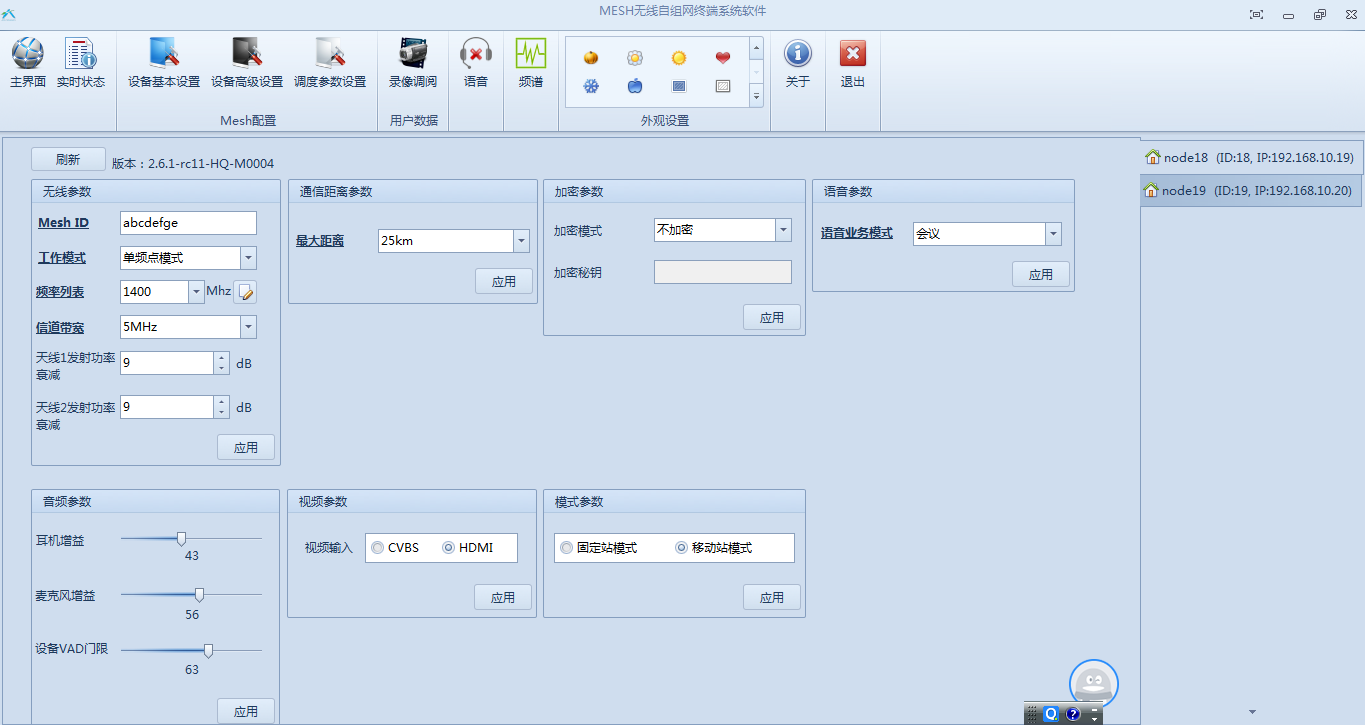 MESH无线自组网终端系统软件
主界面
实时状态
设备基本设置
设备高级设置
调度参数设置
录像调阅
语音
频谱
关于
退出
Mesh配置
用户数据
外观设置
刷新
版本：2.6.1-rc11-HQ-M0004
node18 (ID:18, IP:192.168.10.19)
node19 (ID:19, IP:192.168.10.20)
无线参数
Mesh ID
abcdefge
工作模式
单频点模式
频率列表
1400
Mhz
信道带宽
5MHz
天线1发射功率
衰减
9
dB
天线2发射功率
衰减
9
dB
应用
通信距离参数
最大距离
25km
应用
加密参数
加密模式
不加密
加密秘钥
应用
语音参数
语音业务模式
会议
应用
音频参数
耳机增益
43
麦克风增益
56
设备VAD门限
63
应用
视频参数
视频输入
CVBS
HDMI
应用
模式参数
固定站模式
移动站模式
应用